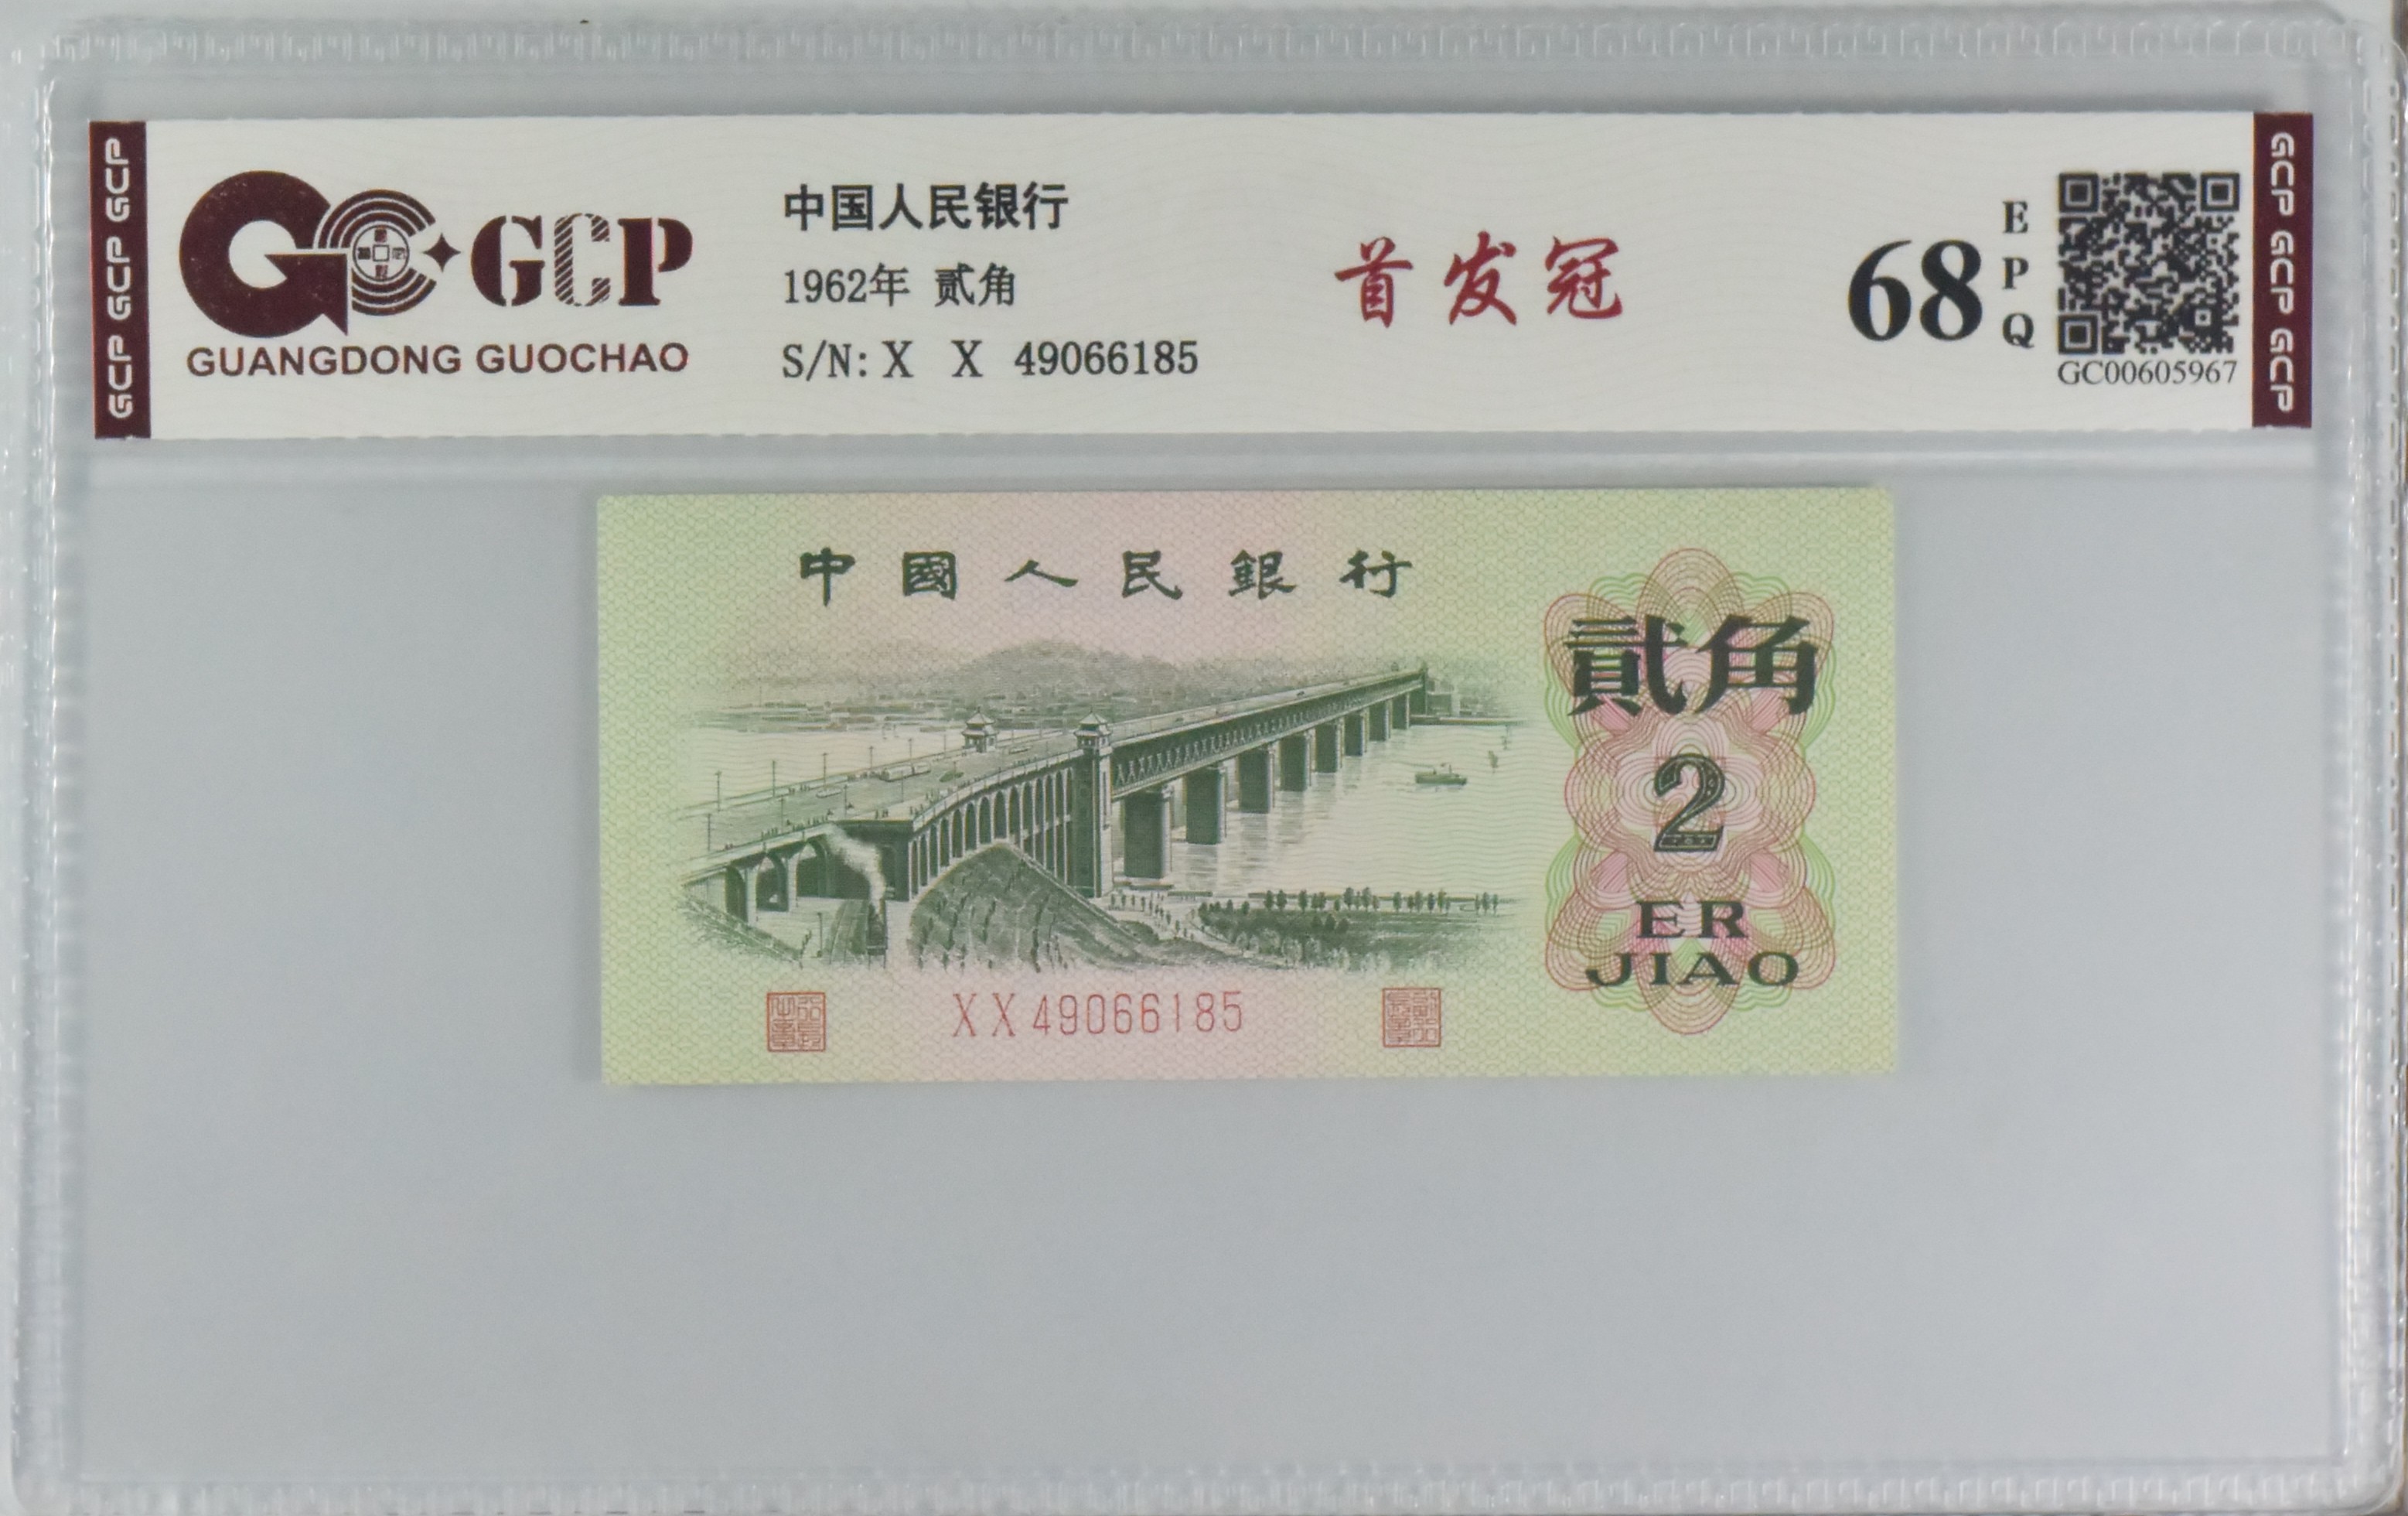 GCP GCP GCP
GCP
GUANGDONG GUOCHAO
中国人民银行
1962年 贰角
S/N: X X 49066185
首发冠
68
EPQ
GC00605967
GCP GCP GCP
中國人民銀行
貳角
2
ER
JIAO
XX49066185